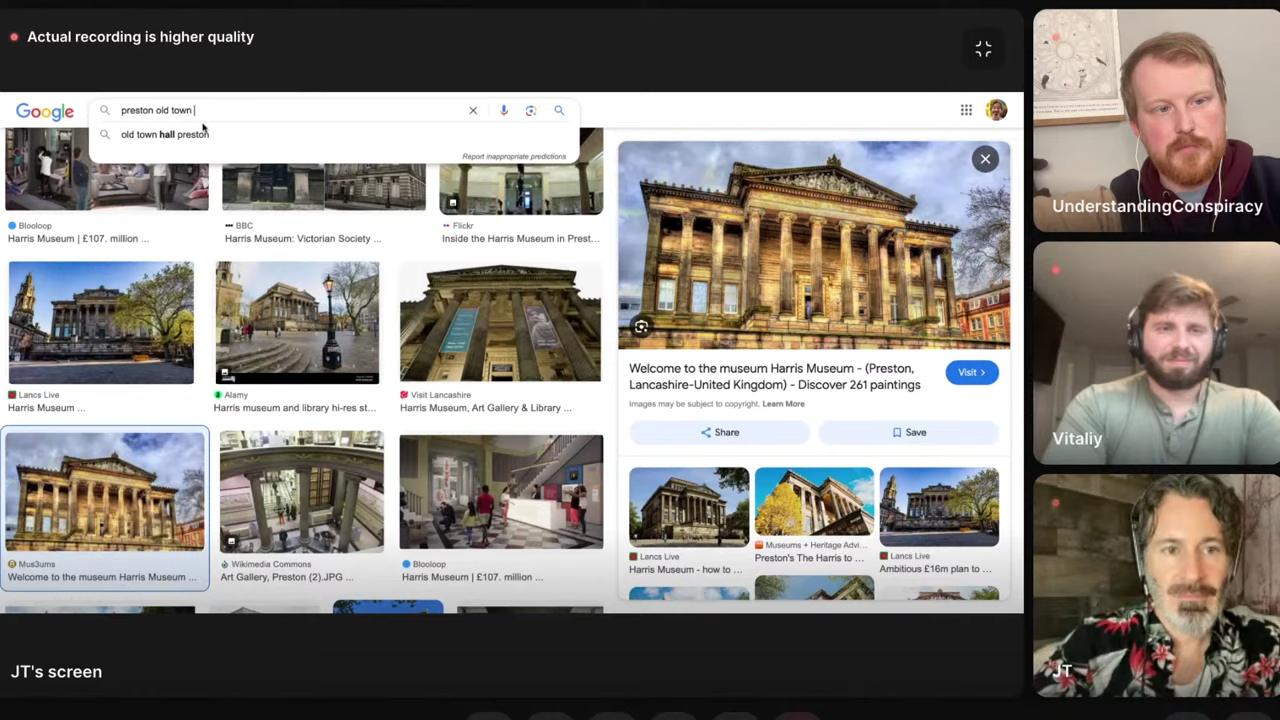 Actual recording is higher quality
Google
preston old town
old town hall preston
Report inappropriate predictions
Blooloop
Harris Museum | £107. million ...
BBC
Harris Museum: Victorian Society ...
Flickr
Inside the Harris Museum in Prest...
Lancs Live
Harris Museum ...
Alamy
Harris museum and library hi-res st...
Visit Lancashire
Harris Museum, Art Gallery & Library ...
Mus3ums
Welcome to the museum Harris Museum ...
Wikimedia Commons
Art Gallery, Preston (2).JPG ...
Blooloop
Harris Museum | £107. million ...
Welcome to the museum Harris Museum - (Preston,
Lancashire-United Kingdom) - Discover 261 paintings
Visit
Images may be subject to copyright. Learn More
Share
Save
Lancs Live
Harris Museum - how to ...
Museums + Heritage Advi...
Preston's The Harris to ...
Lancs Live
Ambitious £16m plan to ...
JT's screen
UnderstandingConspiracy
Vitaliy
JT